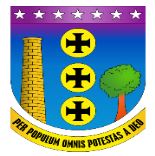 PER POPULUM OMNIS POTESTAS A DEO